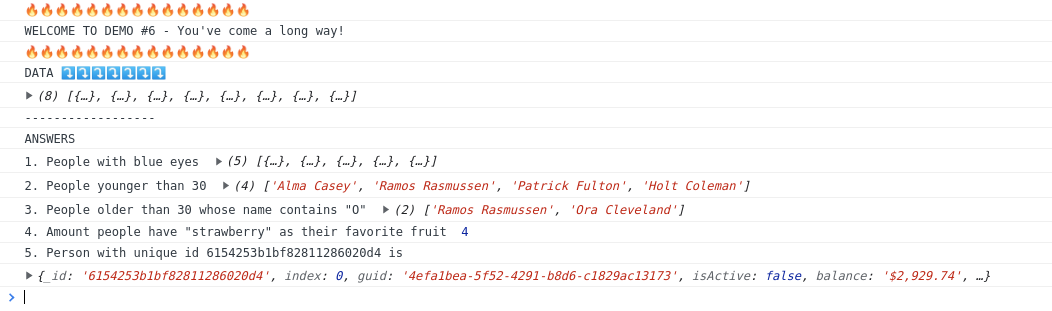 🔥🔥🔥🔥🔥🔥🔥🔥🔥🔥🔥🔥🔥🔥🔥
WELCOME TO DEMO #6 - You've come a long way!
🔥🔥🔥🔥🔥🔥🔥🔥🔥🔥🔥🔥🔥🔥🔥
DATA ⤵️⤵️⤵️⤵️⤵️⤵️⤵️
▶(8) [{…}, {…}, {…}, {…}, {…}, {…}, {…}, {…}]
------------------
ANSWERS
1. People with blue eyes ▶(5) [{…}, {…}, {…}, {…}, {…}]
2. People younger than 30 ▶(4) ['Alma Casey', 'Ramos Rasmussen', 'Patrick Fulton', 'Holt Coleman']
3. People older than 30 whose name contains "O" ▶(2) ['Ramos Rasmussen', 'Ora Cleveland']
4. Amount people have "strawberry" as their favorite fruit 4
5. Person with unique id 6154253b1bf82811286020d4 is
▶{_id: '6154253b1bf82811286020d4', index: 0, guid: '4efa1bea-5f52-4291-b8d6-c1829ac13173', isActive: false, balance: '$2,929.74', …}